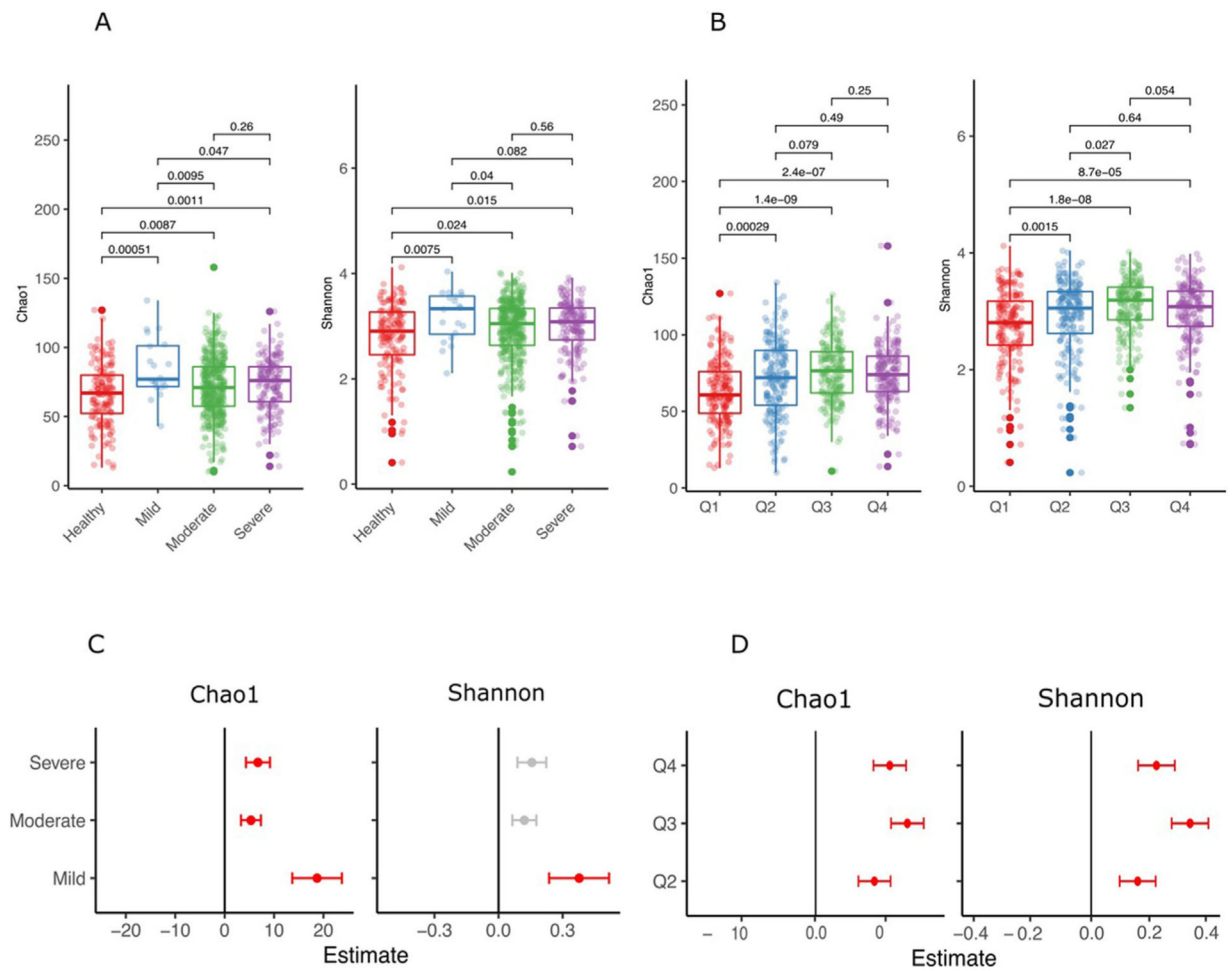 A
B
Chao1
250
200
150
100
50
0
0.26
0.047
0.0095
0.0011
0.0087
0.00051
Healthy
Mild
Moderate
Severe
Shannon
6
4
2
0
0.56
0.082
0.04
0.015
0.024
0.0075
Healthy
Mild
Moderate
Severe
Chao1
250
200
150
100
50
0
0.25
0.49
0.079
2.4e-07
1.4e-09
0.00029
Q1 Q2 Q3 Q4
Shannon
6
4
2
0
0.054
0.64
0.027
8.7e-05
1.8e-08
0.0015
Q1 Q2 Q3 Q4
C
D
Chao1
Shannon
Severe
Moderate
Mild
−20 −10 0.0 20
−0.3 0.0 0.3
Estimate
Chao1
Shannon
Q4
Q3
Q2
− 10 0.0 0
−0.4 −0.2 0.0 0.2 0.4
Estimate